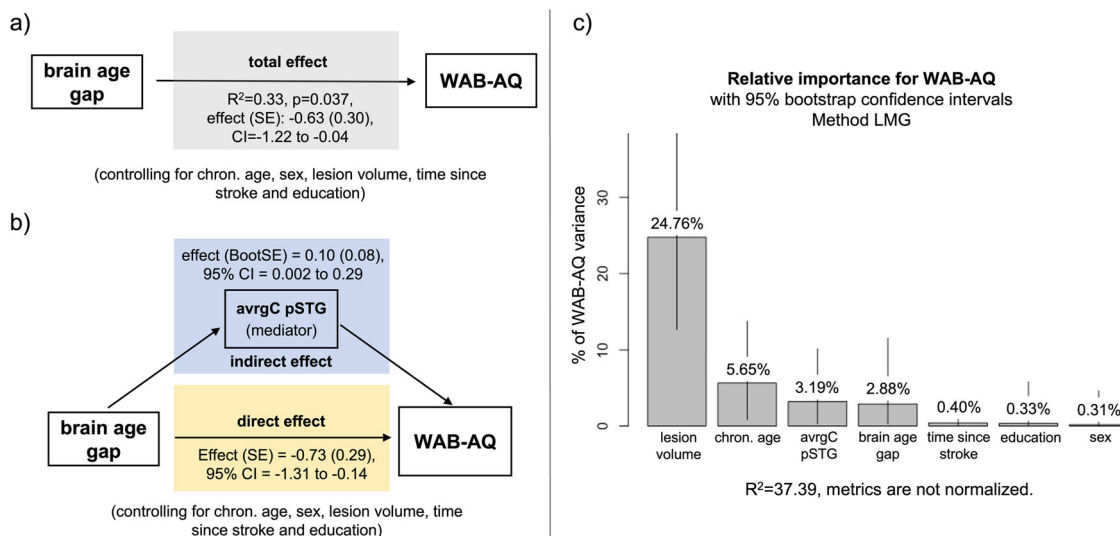 a)
brain age
gap
total effect
R²=0.33, p=0.037,
effect (SE): -0.63 (0.30),
CI=-1.22 to -0.04
WAB-AQ
(controlling for chron. age, sex, lesion volume, time since
stroke and education)
b)
effect (BootSE) = 0.10 (0.08),
95% CI = 0.002 to 0.29
avrgC pSTG
(mediator)
indirect effect
brain age
gap
direct effect
Effect (SE) = -0.73 (0.29),
95% CI = -1.31 to -0.14
WAB-AQ
(controlling for chron. age, sex, lesion volume, time
since stroke and education)
c)
Relative importance for WAB-AQ
with 95% bootstrap confidence intervals
Method LMG
% of WAB-AQ variance
30
20
10
0
24.76%
5.65%
3.19%
2.88%
0.40%
0.33%
0.31%
lesion
volume
chron. age
avrgC
pSTG
brain age
gap
time since
stroke
education
sex
R²=37.39, metrics are not normalized.